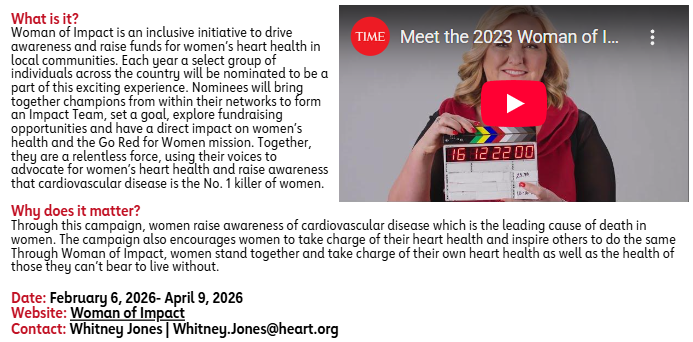 What is it?
Woman of Impact is an inclusive initiative to drive
awareness and raise funds for women's heart health in
local communities. Each year a select group of
individuals across the country will be nominated to be a
part of this exciting experience. Nominees will bring
together champions from within their networks to form
an Impact Team, set a goal, explore fundraising
opportunities and have a direct impact on women's
health and the Go Red for Women mission. Together,
they are a relentless force, using their voices to
advocate for women's heart health and raise awareness
that cardiovascular disease is the No. 1 killer of women.
TIME
Meet the 2023 Woman of I...
16 12 22 00
Why does it matter?
Through this campaign, women raise awareness of cardiovascular disease which is the leading cause of death in
women. The campaign also encourages women to take charge of their heart health and inspire others to do the same
Through Woman of Impact, women stand together and take charge of their own heart health as well as the health of
those they can't bear to live without.
Date: February 6, 2026- April 9, 2026
Website: Woman of Impact
Contact: Whitney Jones | Whitney.Jones@heart.org